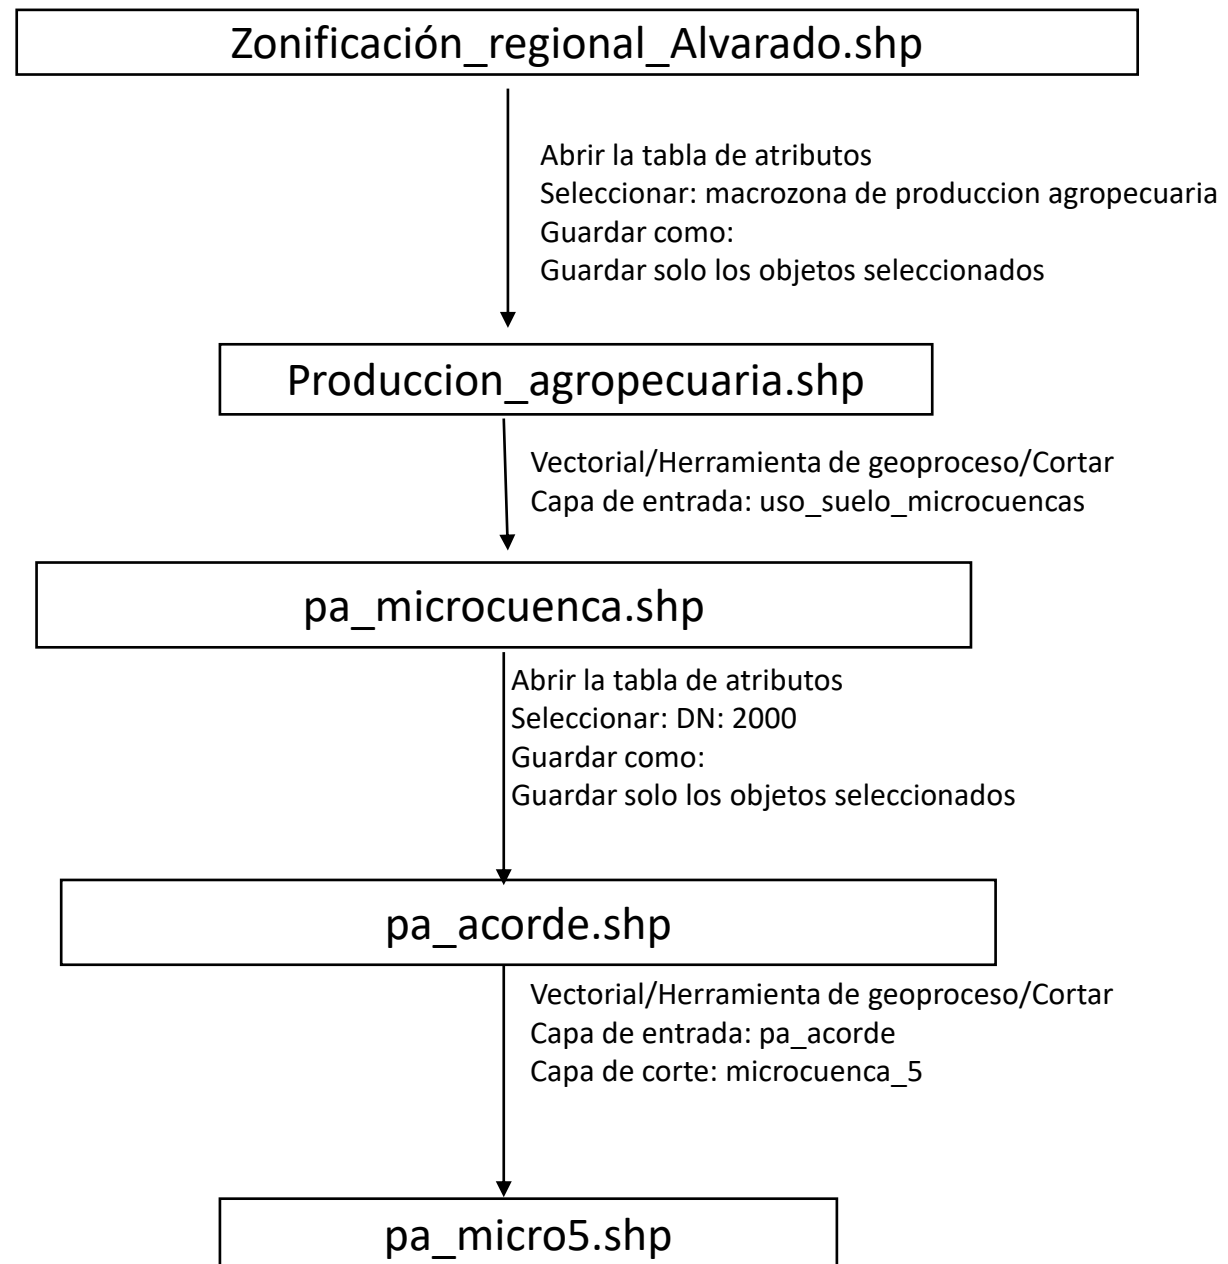 Zonificación_regional_Alvarado.shp
Abrir la tabla de atributos
Seleccionar: macrozona de produccion agropecuaria
Guardar como:
Guardar solo los objetos seleccionados
Produccion_agropecuaria.shp
Vectorial/Herramienta de geoproceso/Cortar
Capa de entrada: uso_suelo_microcuencas
pa_microcuenca.shp
Abrir la tabla de atributos
Seleccionar: DN: 2000
Guardar como:
Guardar solo los objetos seleccionados
pa_acorde.shp
Vectorial/Herramienta de geoproceso/Cortar
Capa de entrada: pa_acorde
Capa de corte: microcuenca_5
pa_micro5.shp